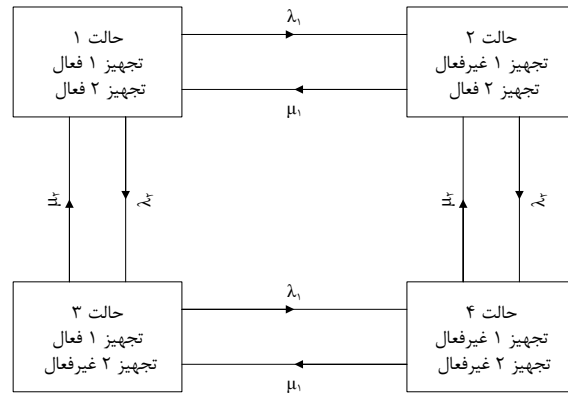 λ۱
حالت ۱
تجهیز ۱ فعال
تجهیز ۲ فعال
حالت ۲
تجهیز ۱ غیرفعال
تجهیز ۲ فعال
μ۱
μ۲
λ۲
μ۲
λ۲
λ۱
حالت ۳
تجهیز ۱ فعال
تجهیز ۲ غیرفعال
حالت ۴
تجهیز ۱ غیرفعال
تجهیز ۲ غیرفعال
μ۱